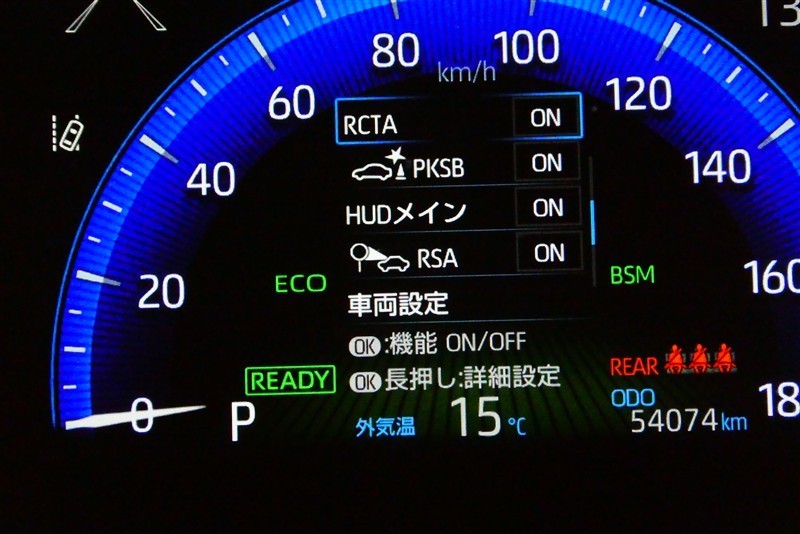 13
80
100
km/h
60
120
RCTA ON
PKSB ON
40
140
HUDメイン ON
RSA ON
ECO
BSM
20
160
車両設定
OK:機能 ON/OFF
READY
OK長押し:詳細設定
REAR
ODO
0
P
外気温 15℃
54074km
18